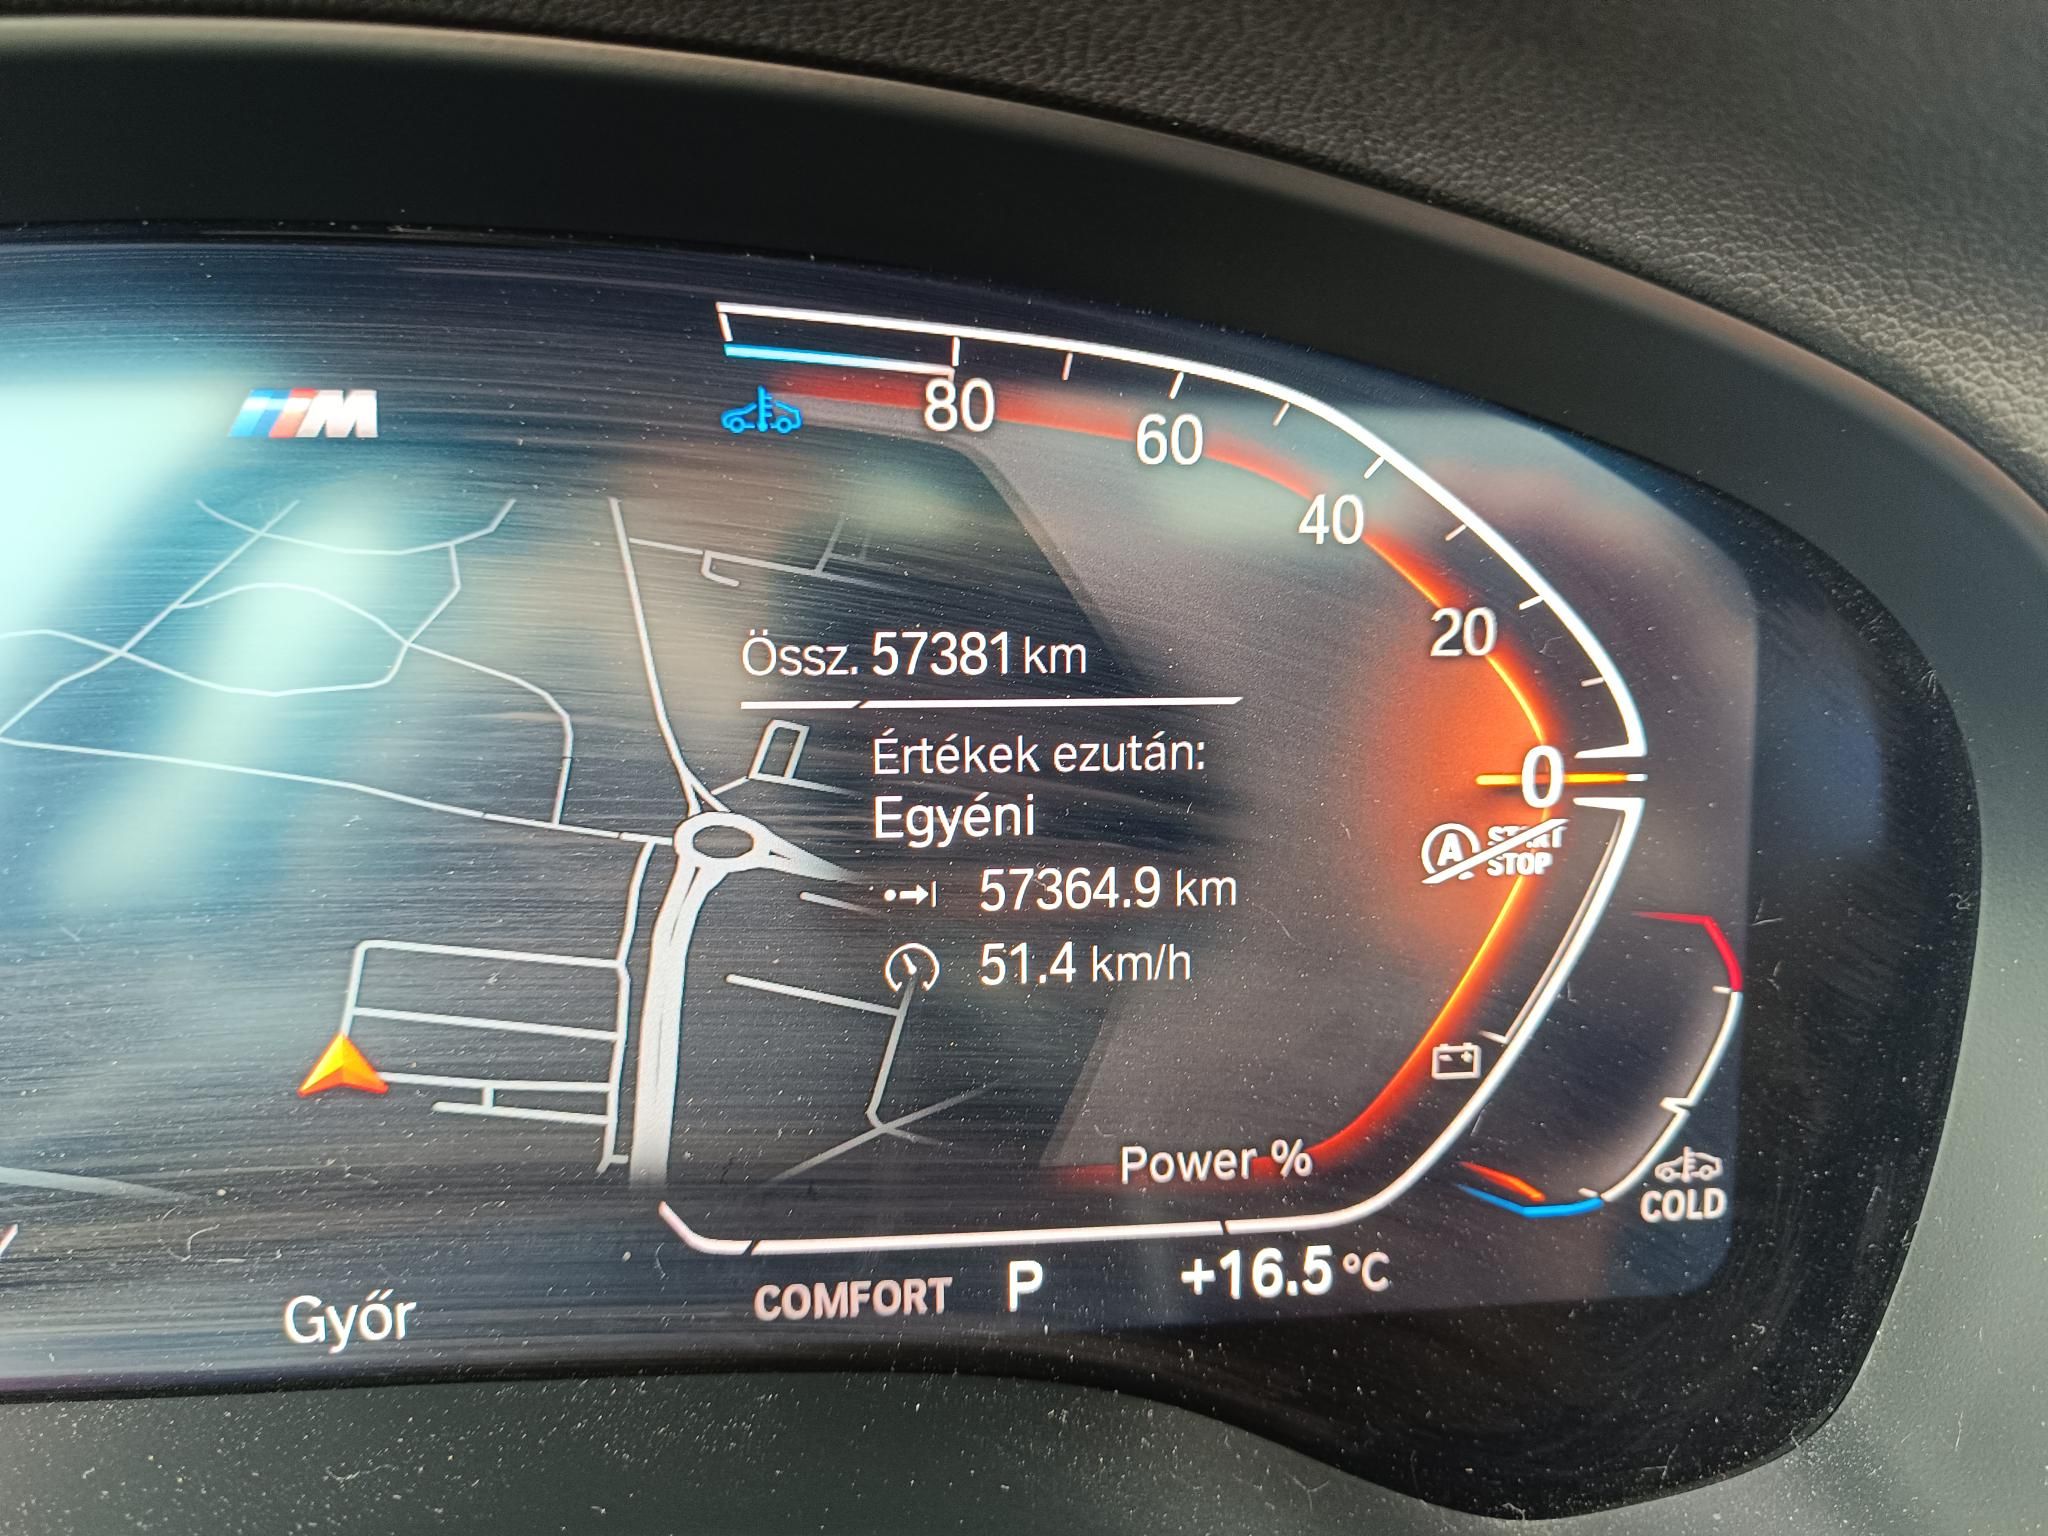 M
80
60
40
20
0
Össz. 57381 km
Értékek ezután:
Egyéni
57364.9 km
51.4 km/h
A START STOP
Power %
COLD
Győr
COMFORT P +16.5 °C